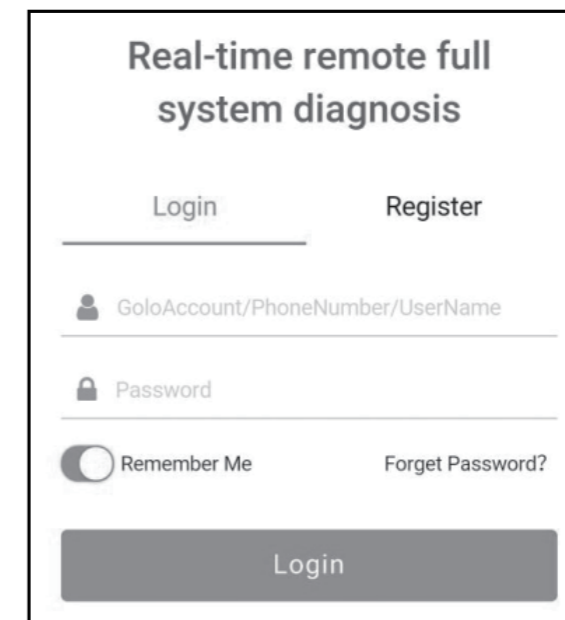 Real-time remote full
system diagnosis
Login Register
GoloAccount/PhoneNumber/UserName
Password
Remember Me Forget Password?
Login